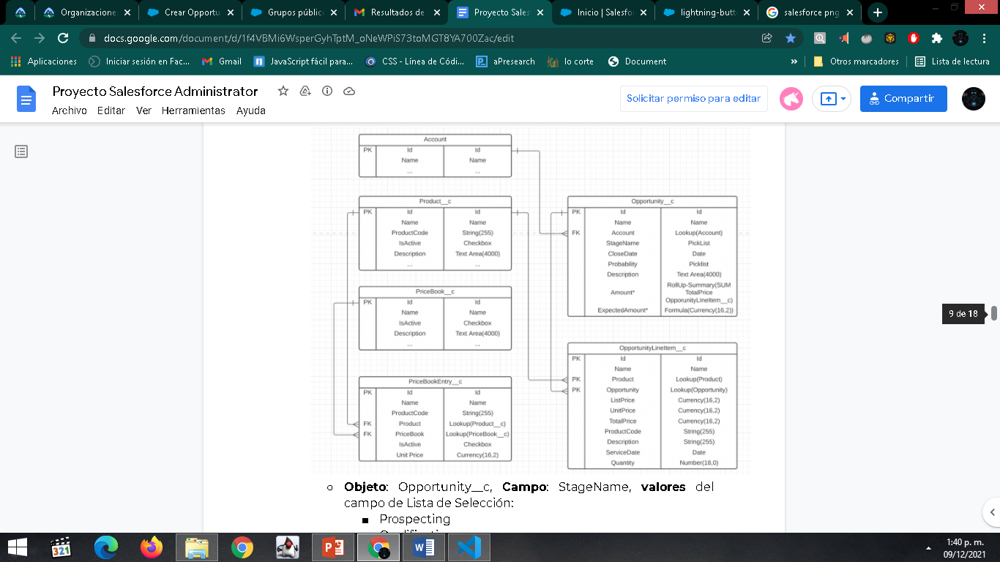 Organizacione
Crear Opportu
Grupos públic
Resultados de
Proyecto Sales
Inicio | Salesfo
lightning-butt
salesforce png
docs.google.com/document/d/1f4VBMi6WsperGyhTptM_oNeWPiS73toMGT8YA700Zac/edit
Aplicaciones
Iniciar sesión en Fac...
Gmail
JavaScript fácil para...
CSS - Línea de Códi...
aPresearch
lo corte
Document
»
Otros marcadores
Lista de lectura
Proyecto Salesforce Administrator
Archivo Editar Ver Herramientas Ayuda
Solicitar permiso para editar
Compartir
Account
PK Id Id
Name Name
... ...
Product__c
PK Id Id
Name Name
ProductCode String(255)
IsActive Checkbox
Description Text Area(4000)
... ...
PriceBook__c
PK Id Id
Name Name
IsActive Checkbox
Description Text Area(4000)
... ...
PriceBookEntry__c
PK Id Id
Name Name
ProductCode String(255)
FK Product Lookup(Product__c)
FK PriceBook Lookup(PriceBook__c)
IsActive Checkbox
Unit Price Currency(16,2)
Opportunity__c
PK Id Id
Name Name
FK Account Lookup(Account)
StageName PickList
CloseDate Date
Probability Picklist
Description Text Area(4000)
Amount* RollUp-Summary(SUM
TotalPrice
OpporunityLIneItem__c)
ExpectedAmount* Formula(Currency(16,2))
OpportunityLineItem__c
PK Id Id
Name Name
PK Product Lookup(Product)
PK Opportunity Lookup(Opportunity)
ListPrice Currency(16,2)
UnitPrice Currency(16,2)
TotalPrice Currency(16,2)
ProductCode String(255)
Description String(255)
ServiceDate Date
Quantity Number(18,0)
9 de 18
Objeto: Opportunity__c, Campo: StageName, valores del
campo de Lista de Selección:
Prospecting
321
1:40 p. m.
09/12/2021